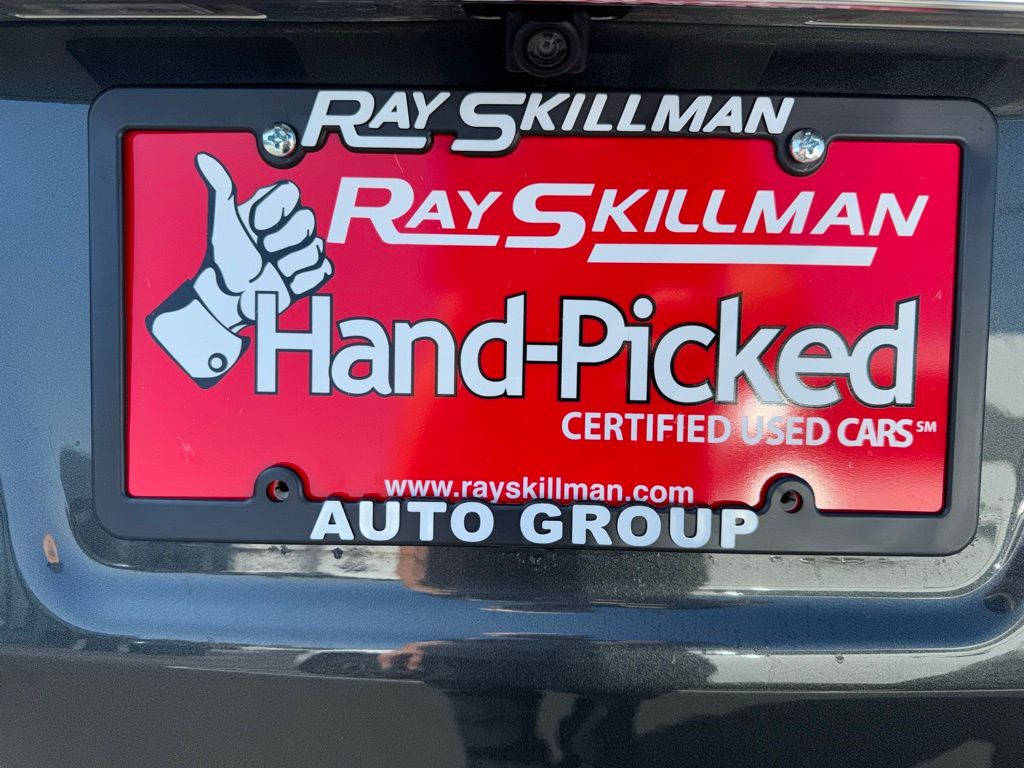 RAY SKILLMAN
RAY SKILLMAN
Hand-Picked
CERTIFIED USED CARS℠
www.rayskillman.com
AUTO GROUP